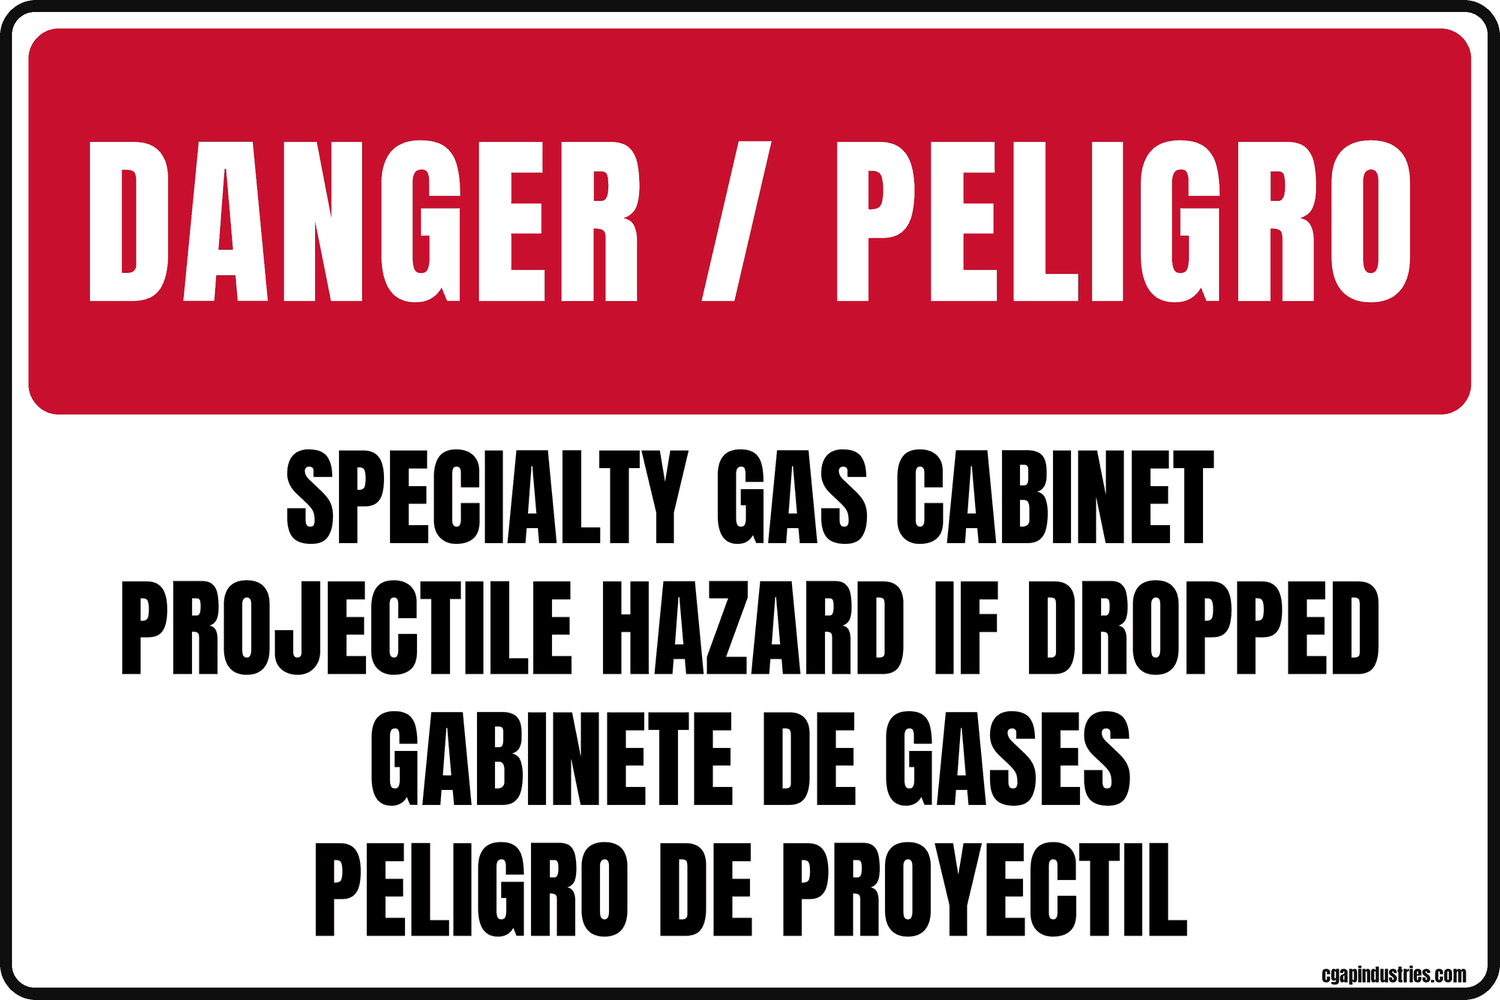 DANGER / PELIGRO
SPECIALTY GAS CABINET
PROJECTILE HAZARD IF DROPPED
GABINETE DE GASES
PELIGRO DE PROYECTIL
cgapindustries.com